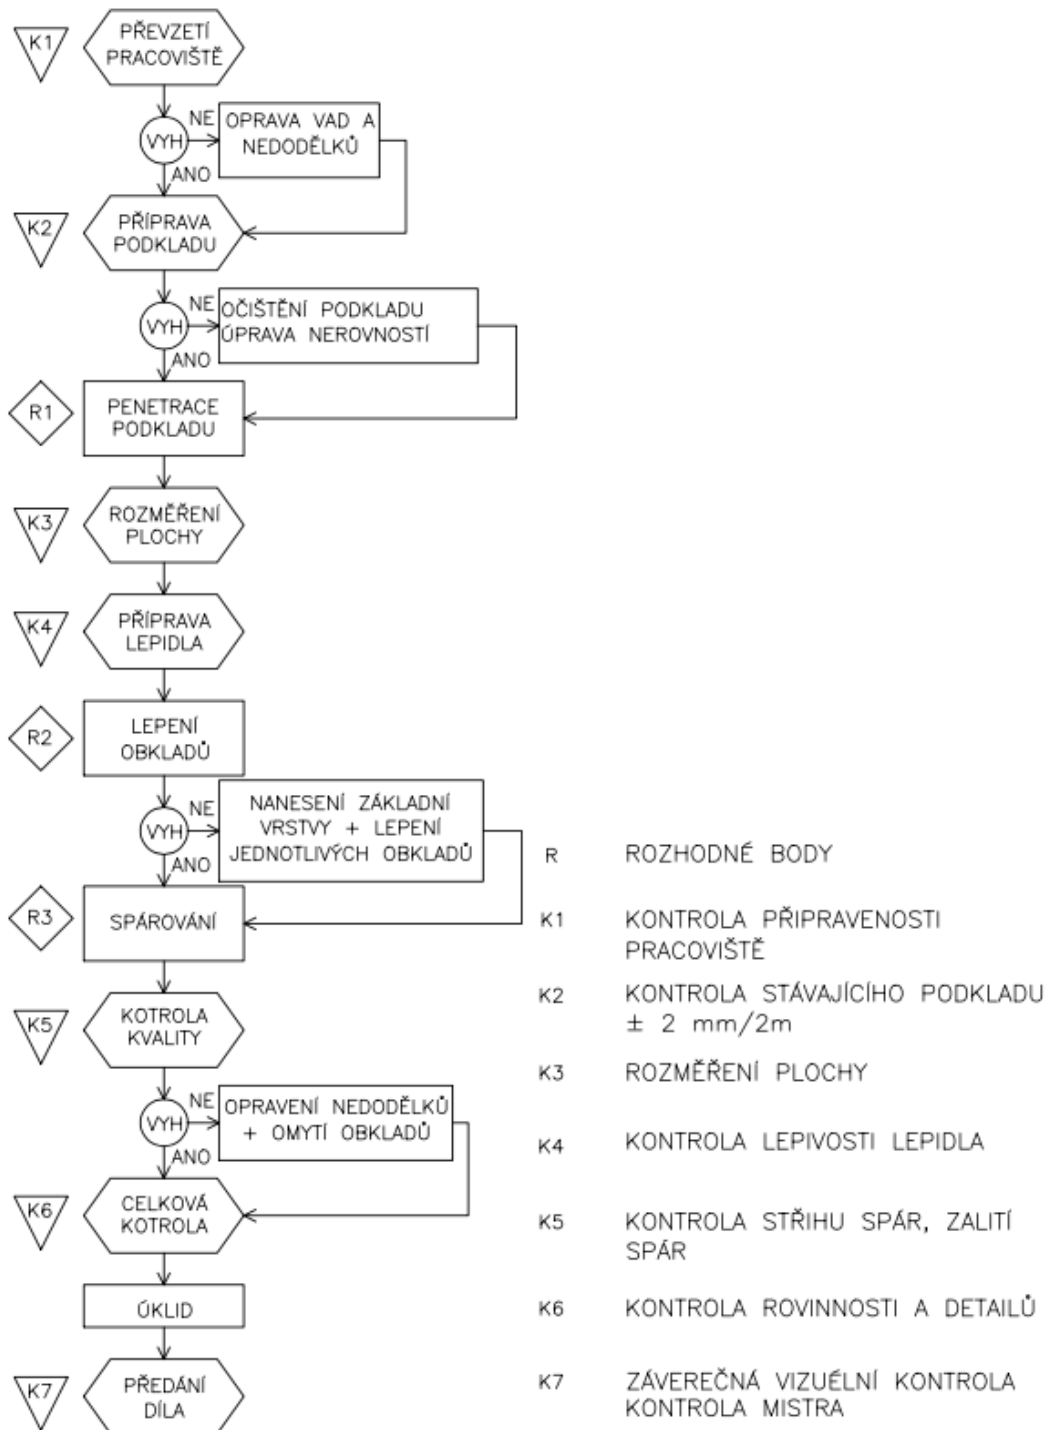 K1
PŘEVZETÍ
PRACOVIŠTĚ
VYH
NE
OPRAVA VAD A
NEDODĚLKŮ
ANO
K2
PŘÍPRAVA
PODKLADU
VYH
NE
OČIŠTĚNÍ PODKLADU
ÚPRAVA NEROVNOSTÍ
ANO
R1
PENETRACE
PODKLADU
K3
ROZMĚŘENÍ
PLOCHY
K4
PŘÍPRAVA
LEPIDLA
R2
LEPENÍ
OBKLADŮ
VYH
NE
NANESENÍ ZÁKLADNÍ
VRSTVY + LEPENÍ
JEDNOTLIVÝCH OBKLADŮ
ANO
R3
SPÁROVÁNÍ
K5
KOTROLA
KVALITY
VYH
NE
OPRAVENÍ NEDODĚLKŮ
+ OMYTÍ OBKLADŮ
ANO
K6
CELKOVÁ
KOTROLA
ÚKLID
K7
PŘEDÁNÍ
DÍLA
R ROZHODNÉ BODY
K1 KONTROLA PŘIPRAVENOSTI
PRACOVIŠTĚ
K2 KONTROLA STÁVAJÍCÍHO PODKLADU
± 2 mm/2m
K3 ROZMĚŘENÍ PLOCHY
K4 KONTROLA LEPIVOSTI LEPIDLA
K5 KONTROLA STŘIHU SPÁR, ZALITÍ
SPÁR
K6 KONTROLA ROVINNOSTI A DETAILŮ
K7 ZÁVEREČNÁ VIZUÉLNÍ KONTROLA
KONTROLA MISTRA